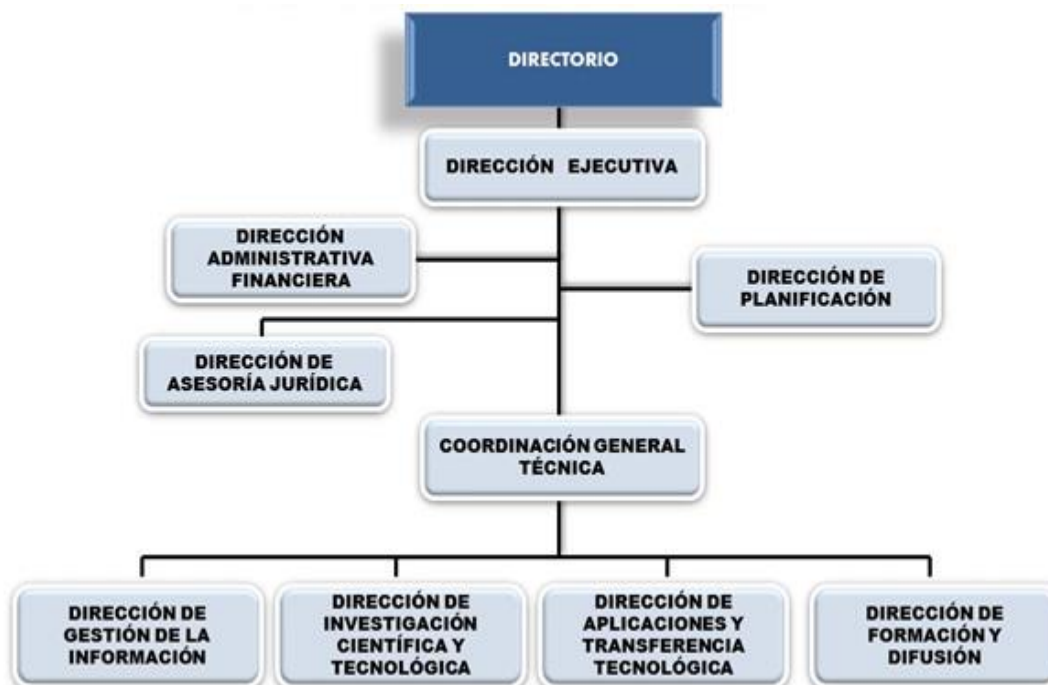 DIRECTORIO
DIRECCIÓN EJECUTIVA
DIRECCIÓN
ADMINISTRATIVA
FINANCIERA
DIRECCIÓN DE
PLANIFICACIÓN
DIRECCIÓN DE
ASESORÍA JURÍDICA
COORDINACIÓN GENERAL
TÉCNICA
DIRECCIÓN DE
GESTIÓN DE LA
INFORMACIÓN
DIRECCIÓN DE
INVESTIGACIÓN
CIENTÍFICA Y
TECNOLÓGICA
DIRECCIÓN DE
APLICACIONES Y
TRANSFERENCIA
TECNOLÓGICA
DIRECCIÓN DE
FORMACIÓN Y
DIFUSIÓN